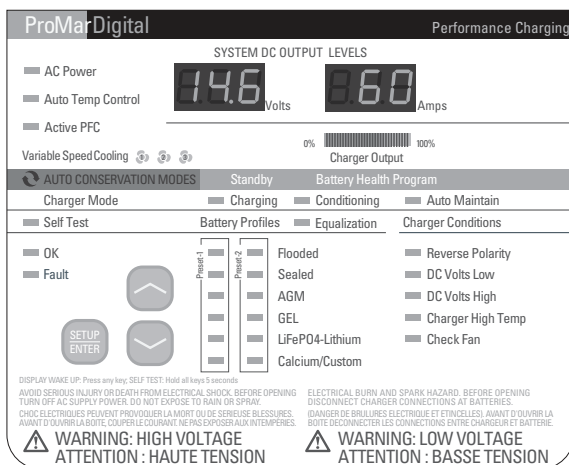 ProMar Digital Performance Charging
SYSTEM DC OUTPUT LEVELS
AC Power
Auto Temp Control
Active PFC
14.6 Volts
60 Amps
Variable Speed Cooling
0% 100%
Charger Output
AUTO CONSERVATION MODES Standby Battery Health Program
Charger Mode Charging Conditioning Auto Maintain
Self Test Battery Profiles Equalization Charger Conditions
OK
Fault
Preset-1
Preset-2
Flooded
Sealed
AGM
GEL
LiFePO4-Lithium
Calcium/Custom
Reverse Polarity
DC Volts Low
DC Volts High
Charger High Temp
Check Fan
SETUP
ENTER
DISPLAY WAKE UP: Press any key; SELF TEST: Hold all keys 5 seconds
AVOID SERIOUS INJURY OR DEATH FROM ELECTRICAL SHOCK. BEFORE OPENING
TURN OFF AC SUPPLY POWER. DO NOT EXPOSE TO RAIN OR SPRAY.
CHOC ELECTRIQUES PEUVENT PROVOQUER LA MORT OU DE SERIEUSE BLESSURES.
AVANT D'OUVRIR LA BOITE, COUPER LE COURANT. NE PAS EXPOSER AUX INTEMPÉRIES.
WARNING: HIGH VOLTAGE
ATTENTION : HAUTE TENSION
ELECTRICAL BURN AND SPARK HAZARD. BEFORE OPENING
DISCONNECT CHARGER CONNECTIONS AT BATTERIES.
(DANGER DE BRULURES ELECTRIQUE ET ETINCELLES). AVANT D'OUVRIR LA
BOITE DECONNECTER LES CONNECTIONS ENTRE CHARGEUR ET BATTERIE.
WARNING: LOW VOLTAGE
ATTENTION : BASSE TENSION